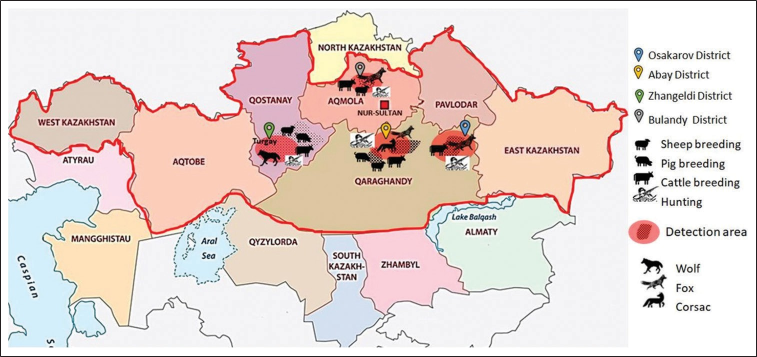 NORTH KAZAKHSTAN
QOSTANAY
AQMOLA
NUR-SULTAN
PAVLODAR
WEST KAZAKHSTAN
Turgay
ATYRAU
AQTOBE
QARAGHANDY
EAST KAZAKHSTAN
MANGGHISTAU
Caspian
S
Aral
Sea
QYZYLORDA
SOUTH
KAZAKH-
STAN
ZHAMBYL
Lake Balqash
ALMATY
Osakarov District
Abay District
Zhangeldi District
Bulandy District
Sheep breeding
Pig breeding
Cattle breeding
Hunting
Detection area
Wolf
Fox
Corsac